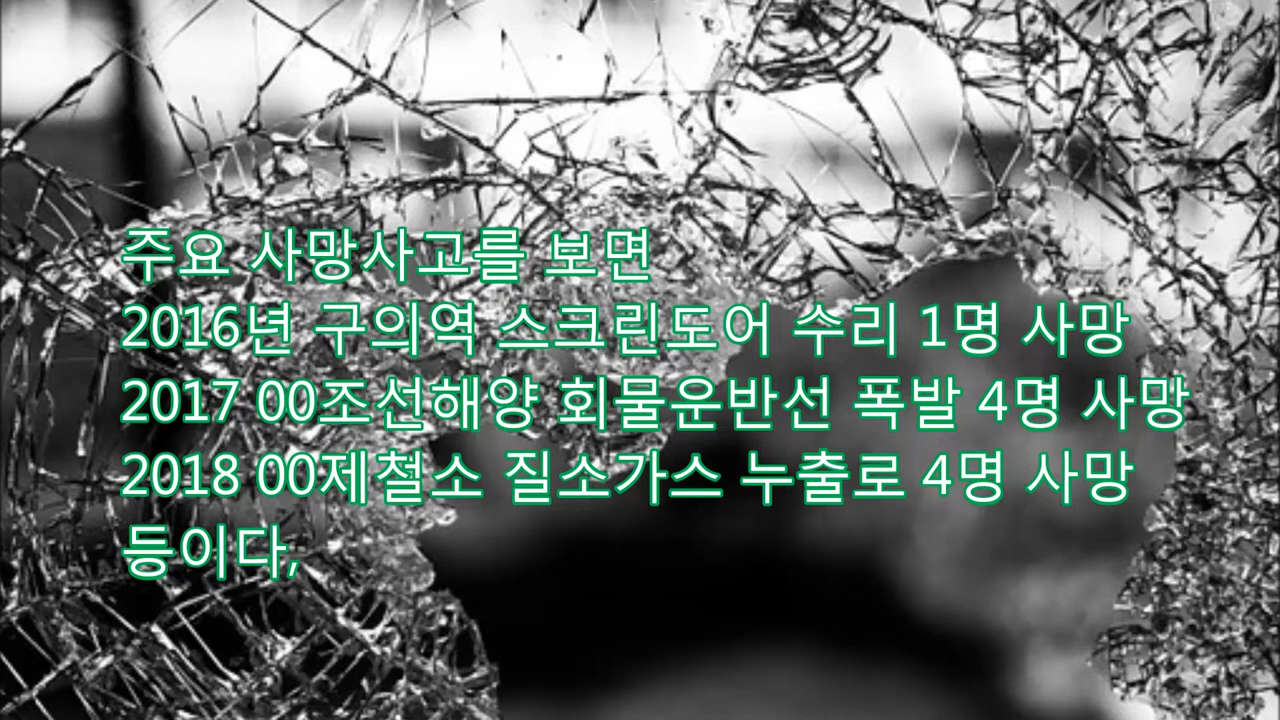 주요 사망사고를 보면
2016년 구의역 스크린도어 수리 1명 사망
2017 00조선해양 회물운반선 폭발 4명 사망
2018 00제철소 질소가스 누출로 4명 사망
등이다,